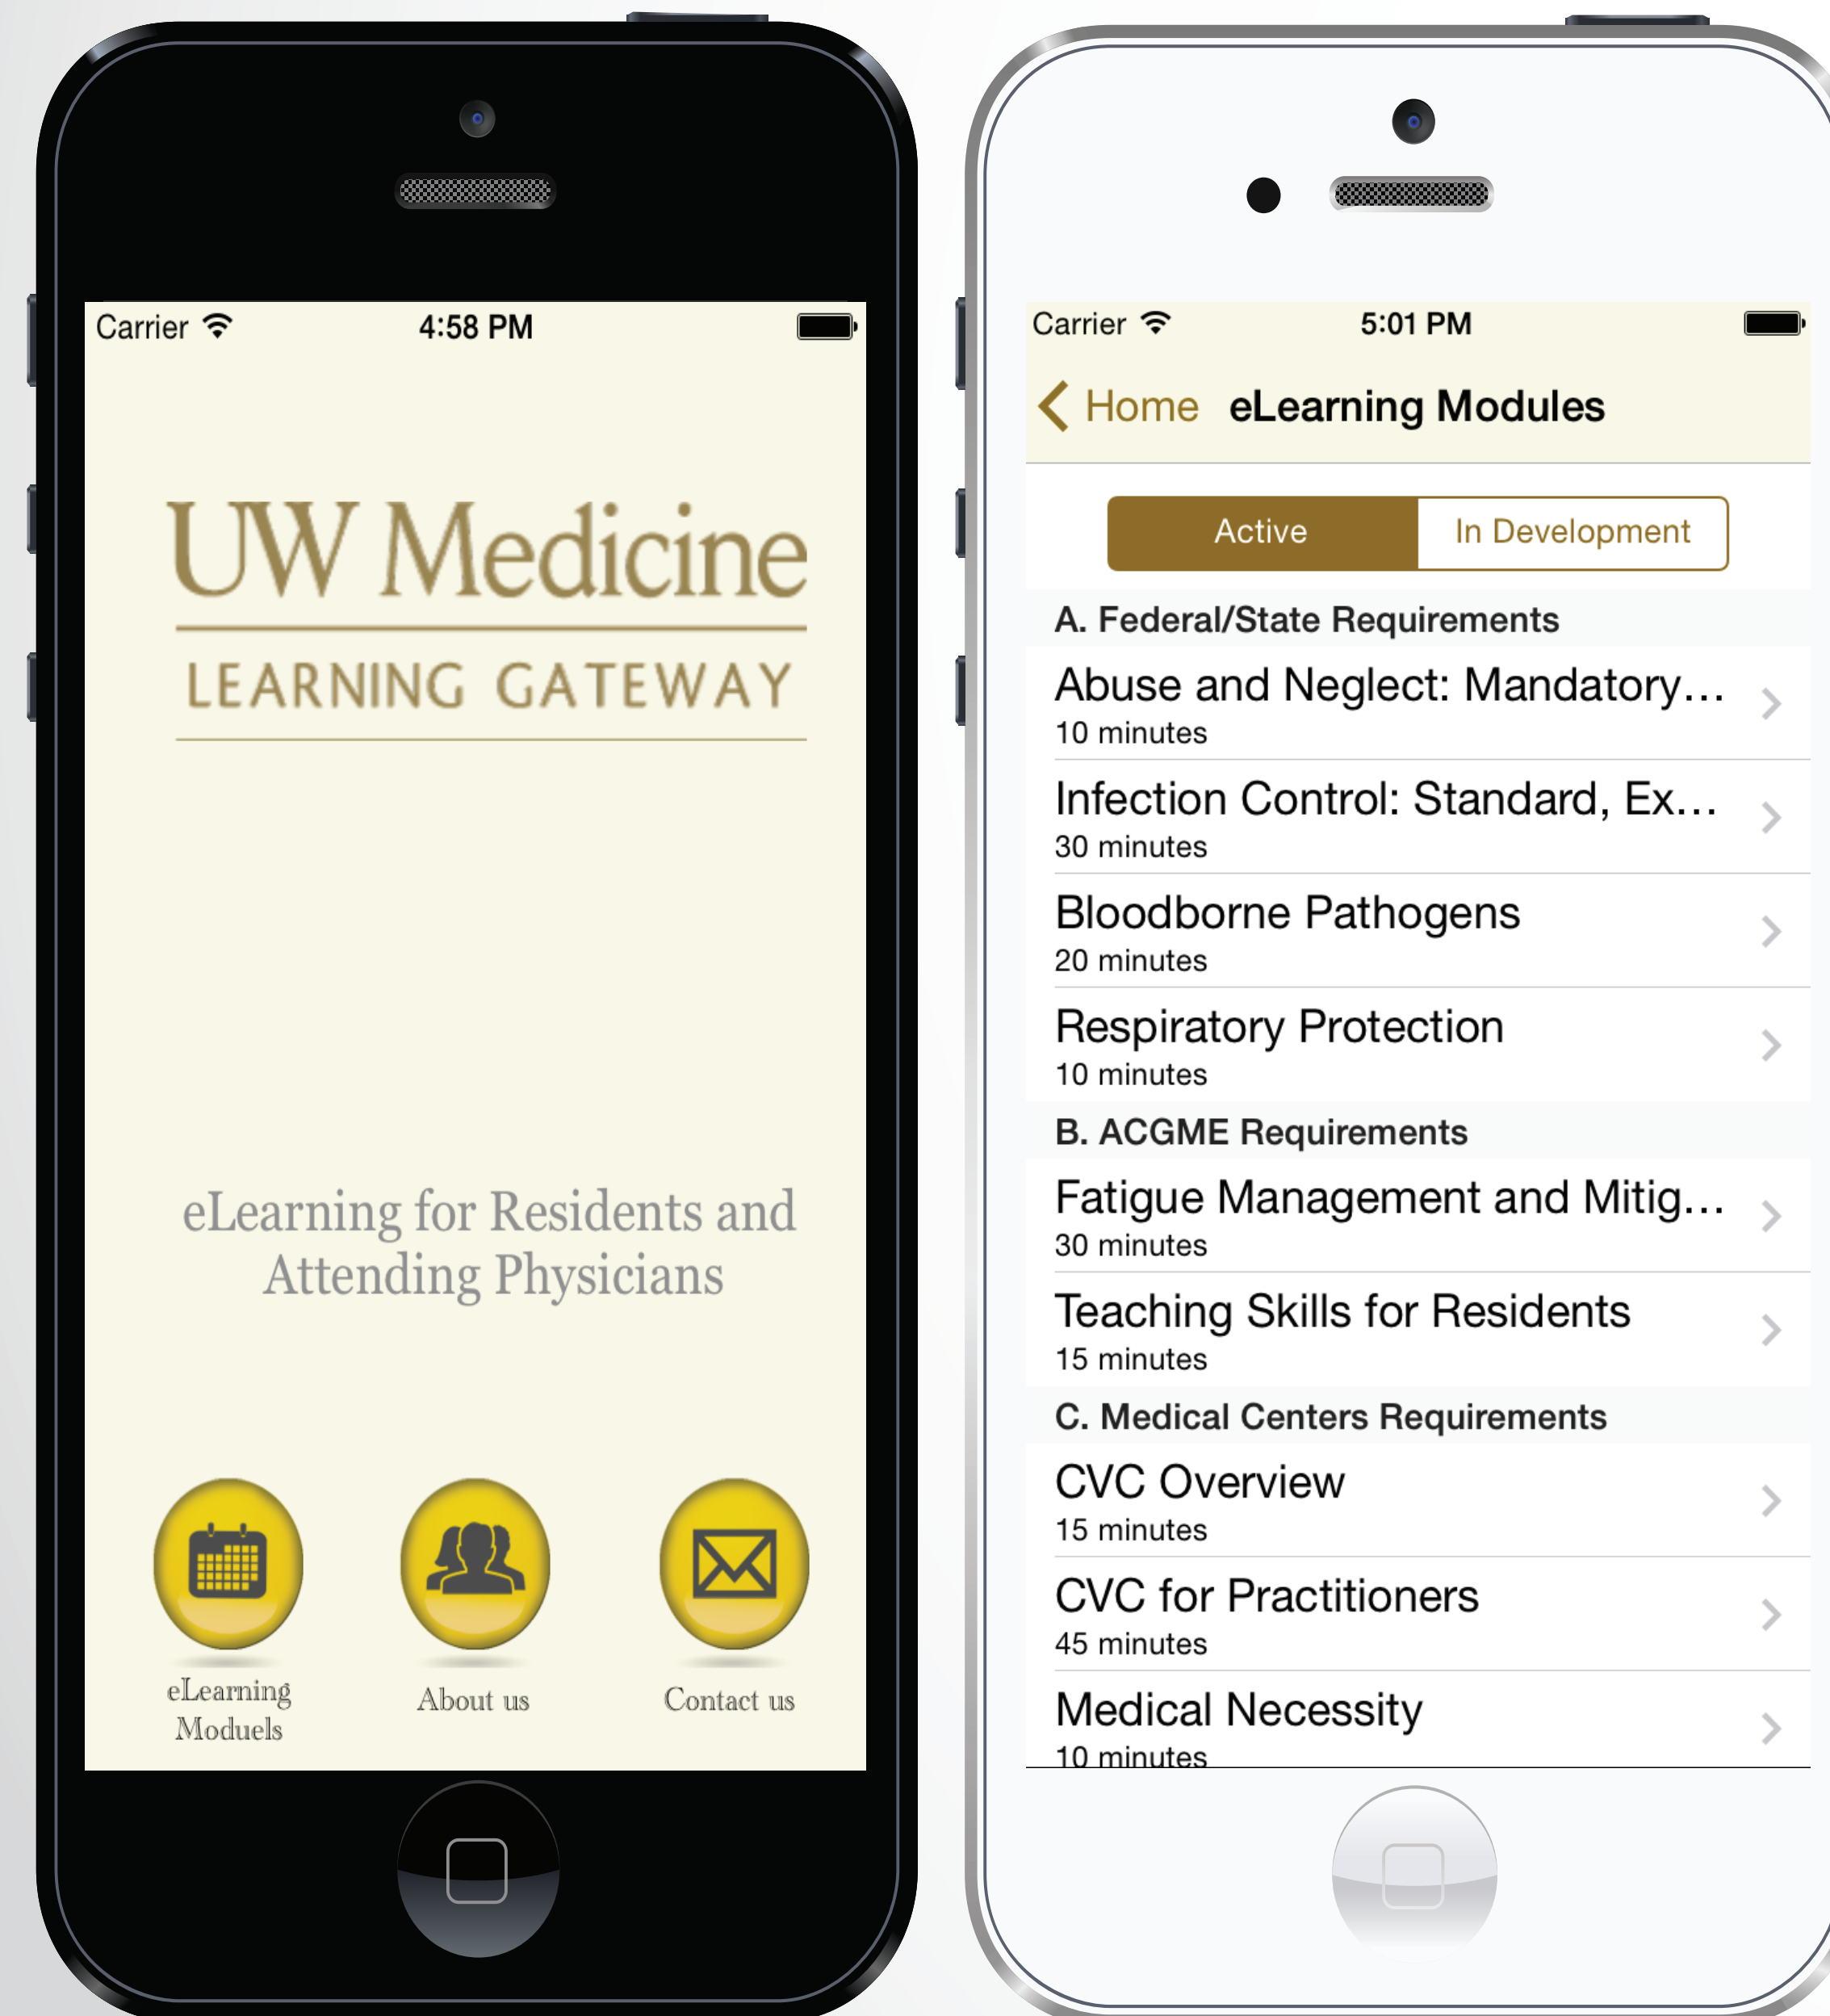 Carrier 4:58 PM
UW Medicine
LEARNING GATEWAY
eLearning for Residents and
Attending Physicians
eLearning
Moduels
About us
Contact us
Carrier 5:01 PM
Home eLearning Modules
Active In Development
A. Federal/State Requirements
Abuse and Neglect: Mandatory...
10 minutes
Infection Control: Standard, Ex...
30 minutes
Bloodborne Pathogens
20 minutes
Respiratory Protection
10 minutes
B. ACGME Requirements
Fatigue Management and Mitig...
30 minutes
Teaching Skills for Residents
15 minutes
C. Medical Centers Requirements
CVC Overview
15 minutes
CVC for Practitioners
45 minutes
Medical Necessity
10 minutes